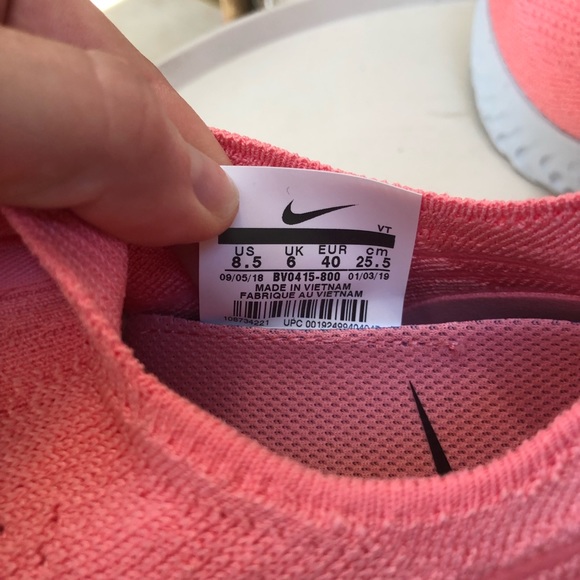 VT
US UK EUR cm
8.5 6 40 25.5
09/05/18 BV0415-800 01/03/19
MADE IN VIETNAM
FABRIQUE AU VIETNAM
UPC